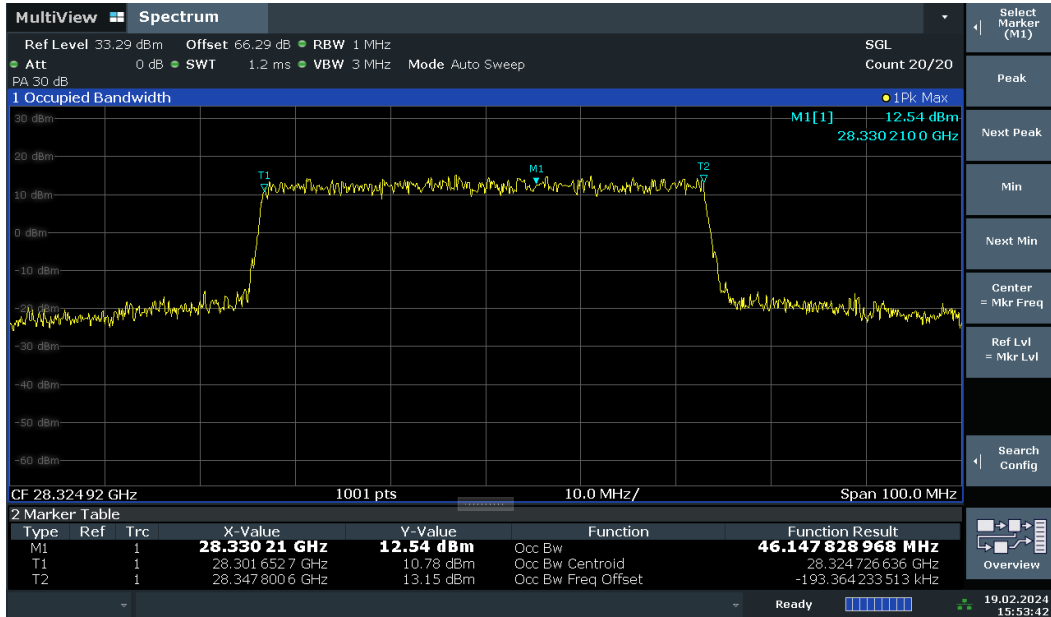 MultiView Spectrum
Ref Level 33.29 dBm Offset 66.29 dB RBW 1 MHz SGL
Att 0 dB SWT 1.2 ms VBW 3 MHz Mode Auto Sweep Count 20/20
PA 30 dB
1 Occupied Bandwidth 1Pk Max
30 dBm M1[1] 12.54 dBm
28.330 210 0 GHz
20 dBm
T1 M1 T2
10 dBm
0 dBm
-10 dBm
-20 dBm
-30 dBm
-40 dBm
-50 dBm
-60 dBm
CF 28.324 92 GHz 1001 pts 10.0 MHz/ Span 100.0 MHz
2 Marker Table
Type Ref Trc X-Value Y-Value Function Function Result
M1 1 28.330 21 GHz 12.54 dBm Occ Bw 46.147 828 968 MHz
T1 1 28.301 652 7 GHz 10.78 dBm Occ Bw Centroid 28.324 726 636 GHz
T2 1 28.347 800 6 GHz 13.15 dBm Occ Bw Freq Offset -193.364 233 513 kHz
Ready
19.02.2024
15:53:42
Select
Marker
(M1)
Peak
Next Peak
Min
Next Min
Center
= Mkr Freq
Ref Lvl
= Mkr Lvl
Search
Config
Overview